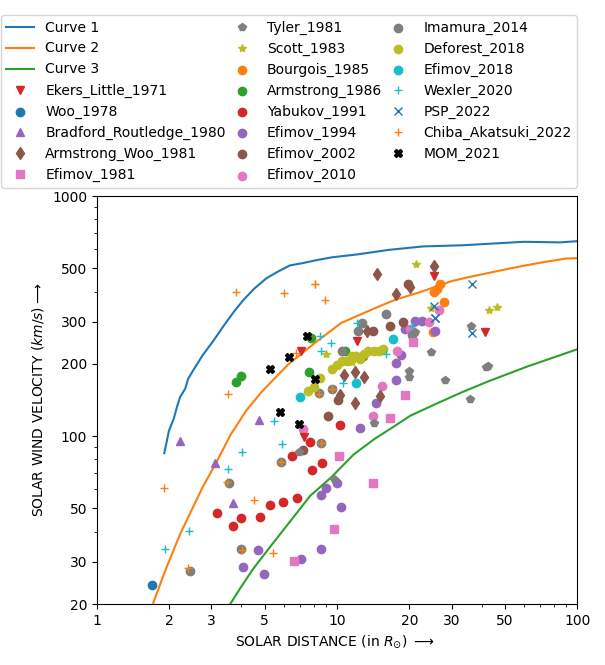 Curve 1
Curve 2
Curve 3
Ekers_Little_1971
Woo_1978
Bradford_Routledge_1980
Armstrong_Woo_1981
Efimov_1981
Tyler_1981
Scott_1983
Bourgois_1985
Armstrong_1986
Yabukov_1991
Efimov_1994
Efimov_2002
Efimov_2010
Imamura_2014
Deforest_2018
Efimov_2018
Wexler_2020
PSP_2022
Chiba_Akatsuki_2022
MOM_2021
SOLAR WIND VELOCITY (km/s) ⟶
1000
500
300
200
100
50
30
20
1 2 3 5 10 20 30 50 100
SOLAR DISTANCE (in R⊙) ⟶